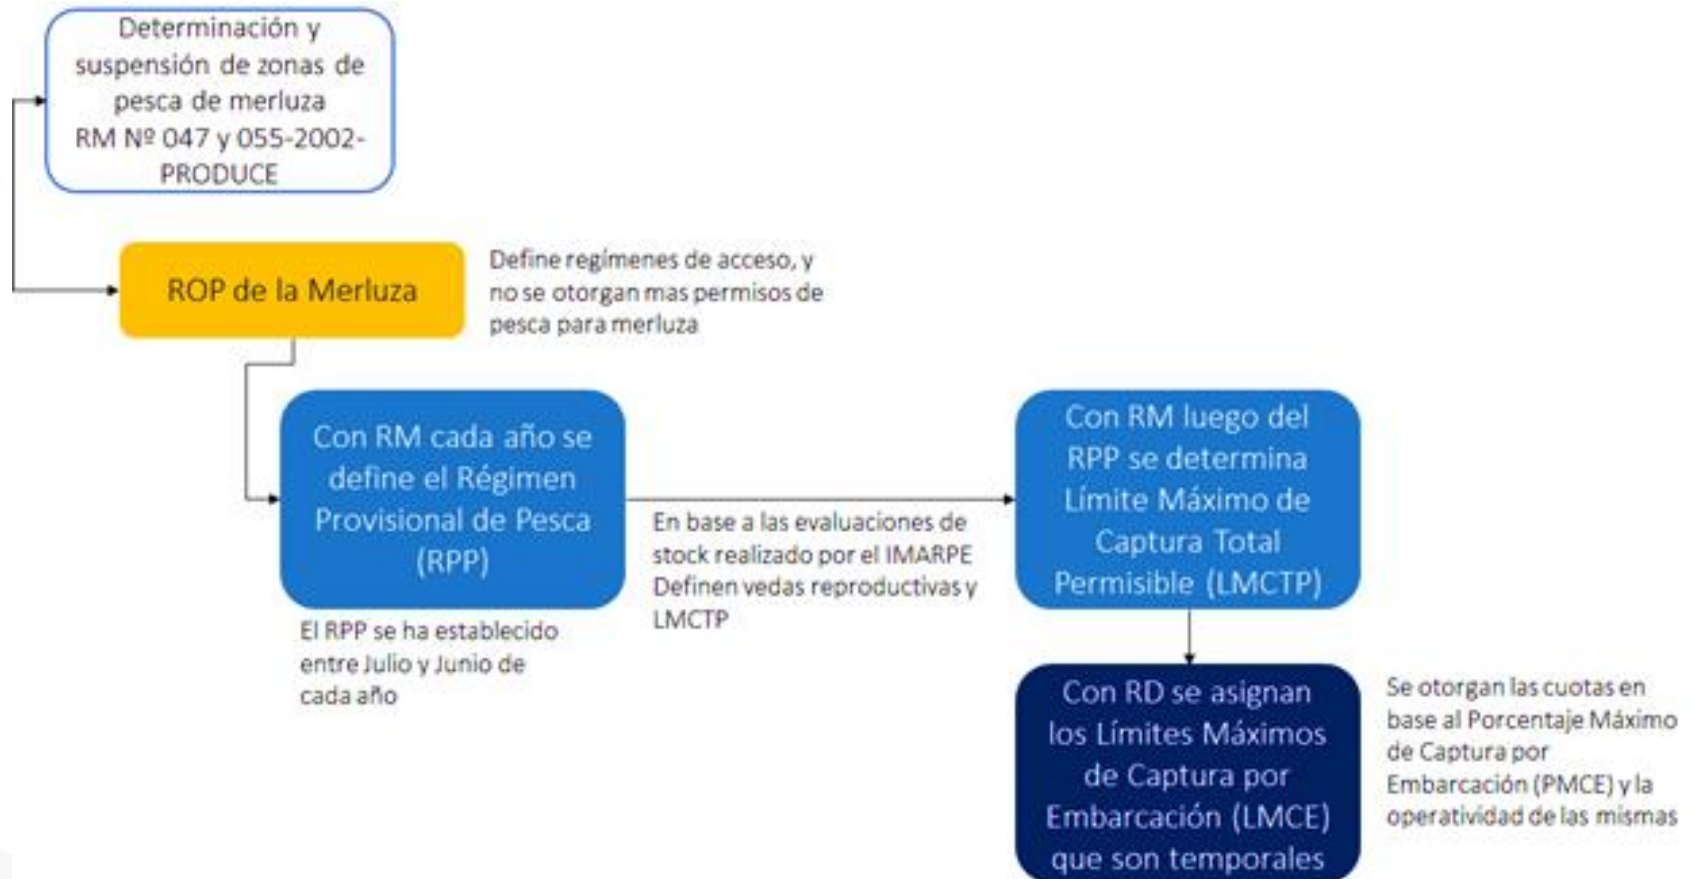 Determinación y
suspensión de zonas de
pesca de merluza
RM Nº 047 y 055-2002-
PRODUCE
ROP de la Merluza
Define regímenes de acceso, y
no se otorgan mas permisos de
pesca para merluza
Con RM cada año se
define el Régimen
Provisional de Pesca
(RPP)
El RPP se ha establecido
entre Julio y Junio de
cada año
En base a las evaluaciones de
stock realizado por el IMARPE
Definen vedas reproductivas y
LMCTP
Con RM luego del
RPP se determina
Límite Máximo de
Captura Total
Permisible (LMCTP)
Con RD se asignan
los Límites Máximos
de Captura por
Embarcación (LMCE)
que son temporales
Se otorgan las cuotas en
base al Porcentaje Máximo
de Captura por
Embarcación (PMCE) y la
operatividad de las mismas